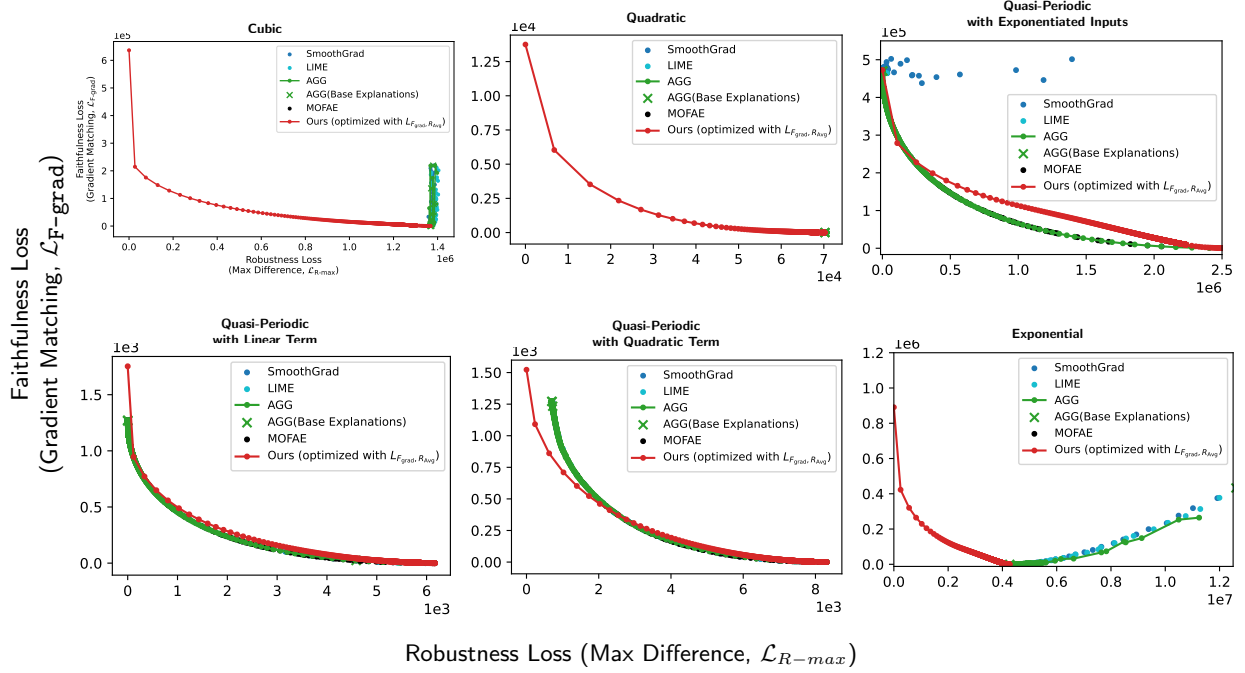 Cubic
1e5
6
5
4
3
2
1
0
0.0 0.2 0.4 0.6 0.8 1.0 1.2 1.4
1e6
Faithfulness Loss
(Gradient Matching, ℒF-grad)
Robustness Loss
(Max Difference, ℒR-max)
SmoothGrad
LIME
AGG
AGG(Base Explanations)
MOFAE
Ours (optimized with LFgrad, RAvg)
Quadratic
1e4
1.25
1.00
0.75
0.50
0.25
0.00
0 1 2 3 4 5 6 7
1e4
SmoothGrad
LIME
AGG
AGG(Base Explanations)
MOFAE
Ours (optimized with LFgrad, RAvg)
Quasi-Periodic
with Exponentiated Inputs
1e5
6
5
4
3
2
1
0
0.0 0.5 1.0 1.5 2.0 2.5
1e6
SmoothGrad
LIME
AGG
AGG(Base Explanations)
MOFAE
Ours (optimized with LFgrad, RAvg)
Faithfulness Loss
(Gradient Matching, ℒF-grad)
Quasi-Periodic
with Linear Term
1e3
1.5
1.0
0.5
0.0
0 1 2 3 4 5 6
1e3
SmoothGrad
LIME
AGG
AGG(Base Explanations)
MOFAE
Ours (optimized with LFgrad, RAvg)
Quasi-Periodic
with Quadratic Term
1e3
1.50
1.25
1.00
0.75
0.50
0.25
0.00
0 2 4 6 8
1e3
SmoothGrad
LIME
AGG
AGG(Base Explanations)
MOFAE
Ours (optimized with LFgrad, RAvg)
Exponential
1e6
1.2
1.0
0.8
0.6
0.4
0.2
0.0
0.0 0.2 0.4 0.6 0.8 1.0 1.2
1e7
SmoothGrad
LIME
AGG
AGG(Base Explanations)
MOFAE
Ours (optimized with LFgrad, RAvg)
Robustness Loss (Max Difference, ℒR−max)